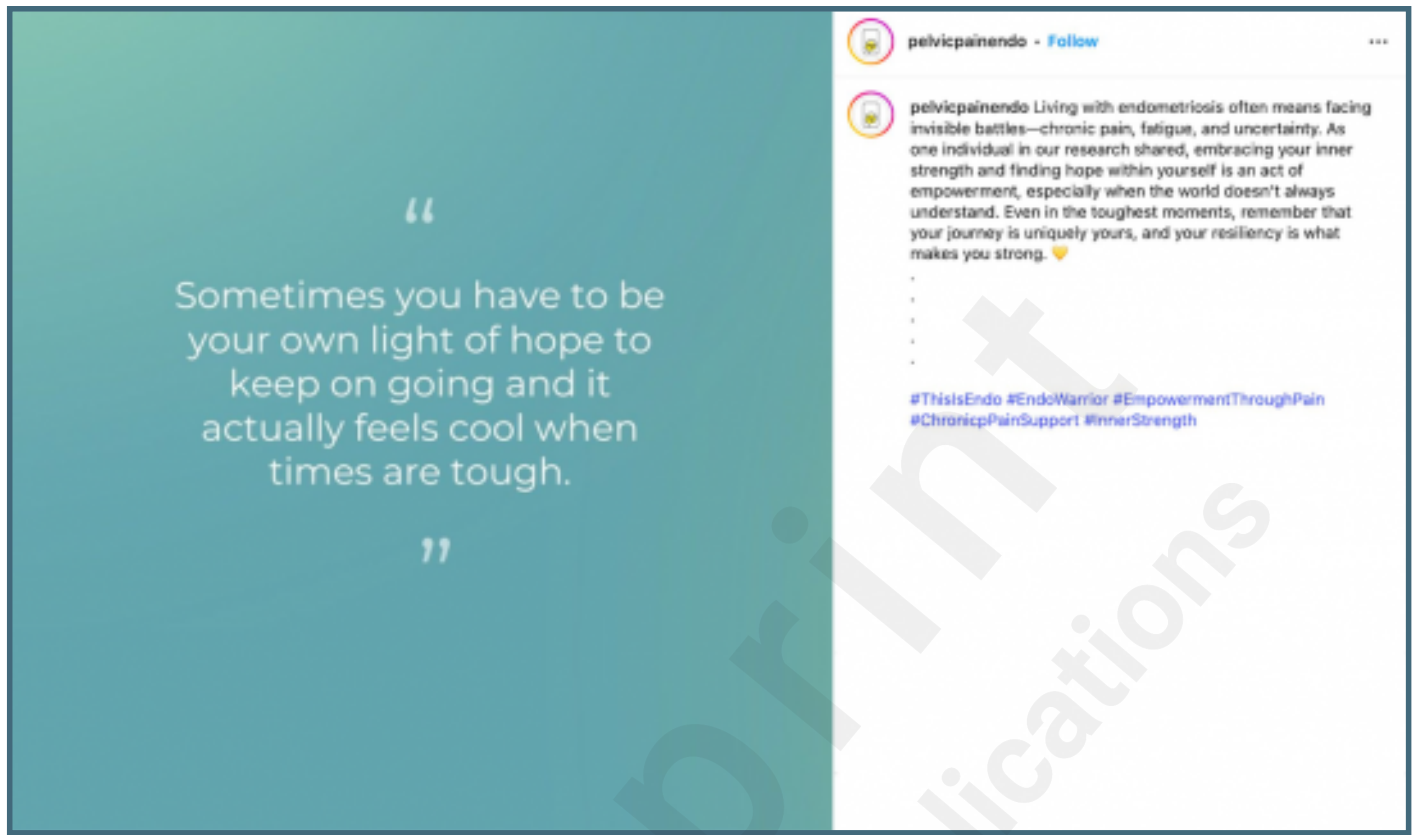 “
Sometimes you have to be
your own light of hope to
keep on going and it
actually feels cool when
times are tough.
”
pelvicpainendo • Follow
...
pelvicpainendo Living with endometriosis often means facing
invisible battles—chronic pain, fatigue, and uncertainty. As
one individual in our research shared, embracing your inner
strength and finding hope within yourself is an act of
empowerment, especially when the world doesn't always
understand. Even in the toughest moments, remember that
your journey is uniquely yours, and your resiliency is what
makes you strong. 💛
.
.
.
.
.
#ThisIsEndo #EndoWarrior #EmpowermentThroughPain
#ChronicpPainSupport #InnerStrength
print
lications